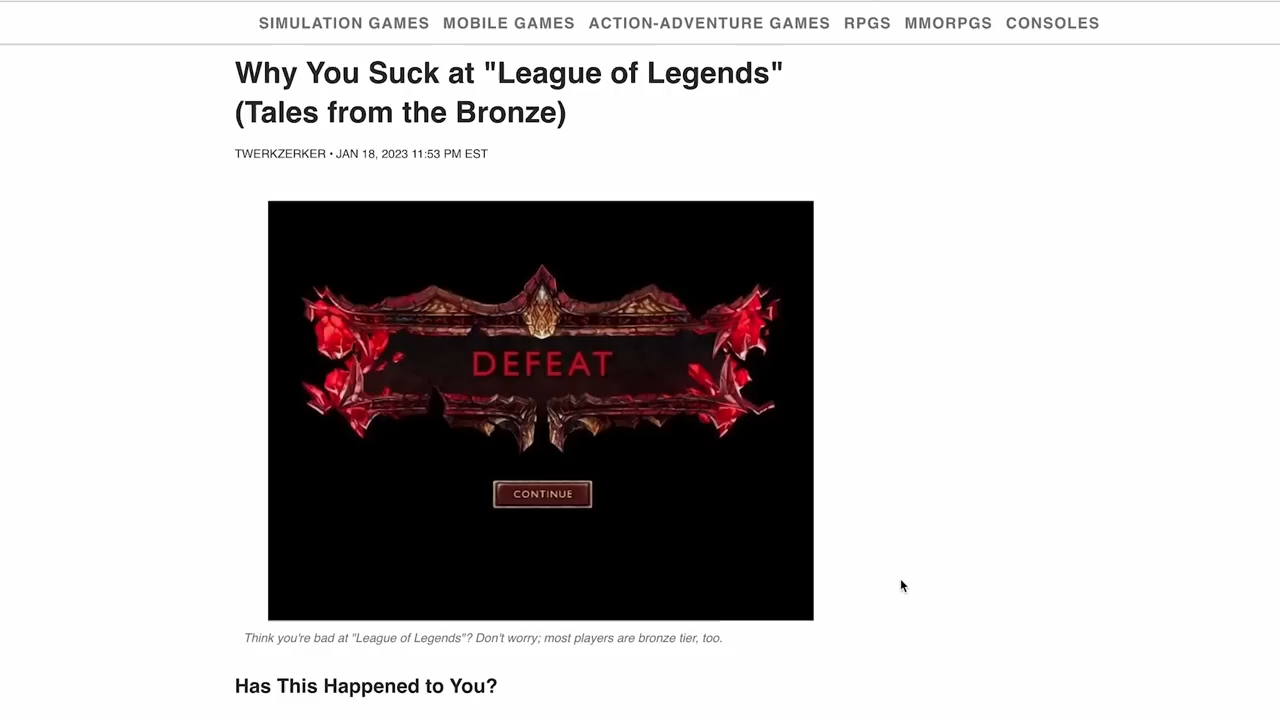 SIMULATION GAMES MOBILE GAMES ACTION-ADVENTURE GAMES RPGS MMORPGS CONSOLES
Why You Suck at "League of Legends"
(Tales from the Bronze)
TWERKZERKER • JAN 18, 2023 11:53 PM EST
DEFEAT
CONTINUE
Think you're bad at "League of Legends"? Don't worry; most players are bronze tier, too.
Has This Happened to You?